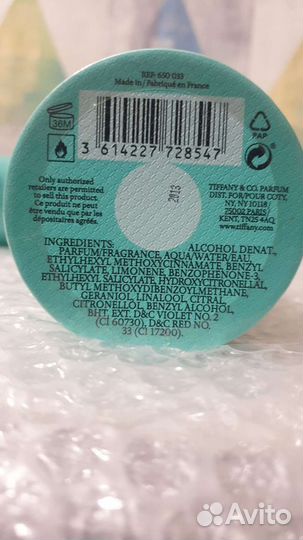 REF: 650 033
Made in / Fabriqué en France
36M
3 614227 728547
PAP
Only authorized
retailers are permitted
to sell this product.
Ce produit ne peut
être vendu que par les
dépositaires agréés.
2013
TIFFANY & CO. PARFUM
DIST. FOR/POUR COTY,
NY, NY 10118/
75002 PARIS/
KENT, TN25 4AQ
www.tiffany.com
INGREDIENTS: ALCOHOL DENAT.,
PARFUM/FRAGRANCE, AQUA/WATER/EAU,
ETHYLHEXYL METHOXYCINNAMATE, BENZYL
SALICYLATE, LIMONENE, BENZOPHENONE-3,
ETHYLHEXYL SALICYLATE, HYDROXYCITRONELLAL,
BUTYL METHOXYDIBENZOYLMETHANE,
GERANIOL, LINALOOL, CITRAL,
CITRONELLOL, BENZYL ALCOHOL,
BHT, EXT. D&C VIOLET NO. 2
(CI 60730), D&C RED NO.
33 (CI 17200).
Avito